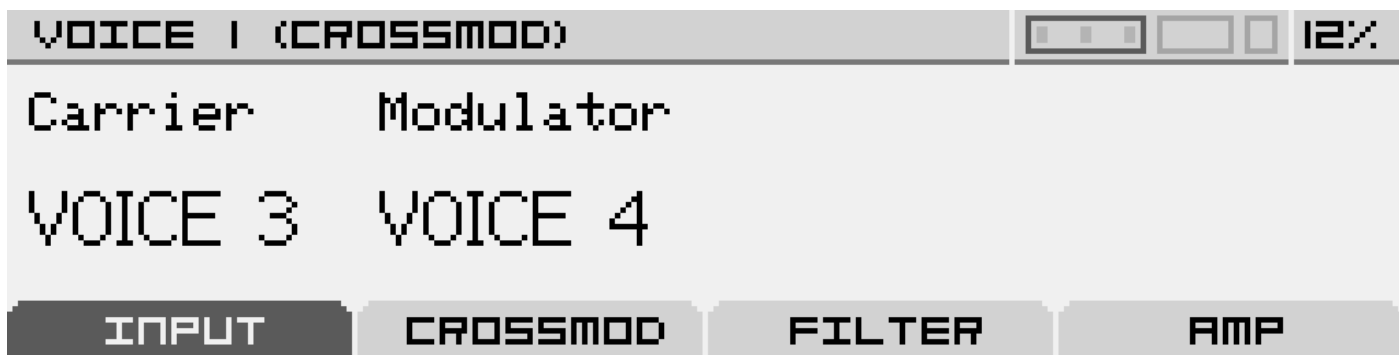 VOICE 1 (CROSSMOD) 12%
Carrier Modulator
VOICE 3 VOICE 4
INPUT CROSSMOD FILTER AMP